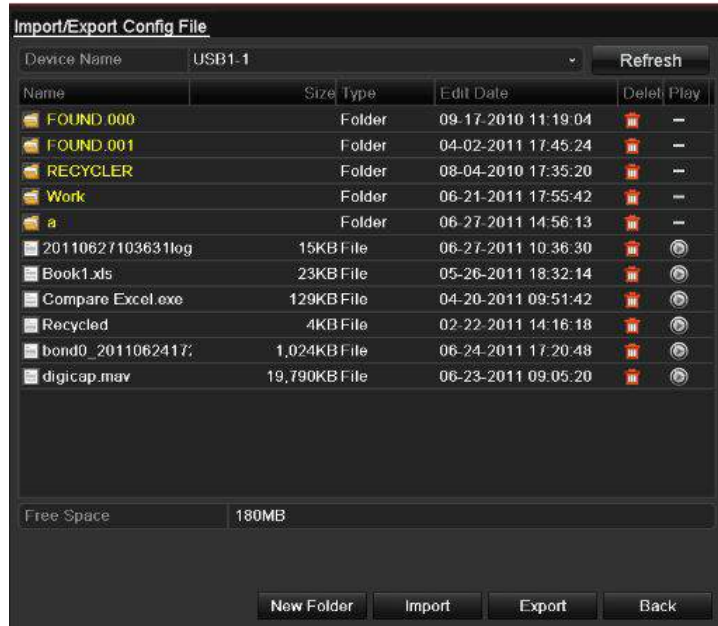 Import/Export Config File
Device Name USB1-1 Refresh
Name Size Type Edit Date Delet Play
FOUND.000 Folder 09-17-2010 11:19:04 –
FOUND.001 Folder 04-02-2011 17:45:24 –
RECYCLER Folder 08-04-2010 17:35:20 –
Work Folder 06-21-2011 17:55:42 –
a Folder 06-27-2011 14:56:13 –
20110627103631log 15KB File 06-27-2011 10:36:30
Book1.xls 23KB File 05-26-2011 18:32:14
Compare Excel.exe 129KB File 04-20-2011 09:51:42
Recycled 4KB File 02-22-2011 14:16:18
bond0_2011062417 1,024KB File 06-24-2011 17:20:48
digicap.mav 19,790KB File 06-23-2011 09:05:20
Free Space 180MB
New Folder Import Export Back